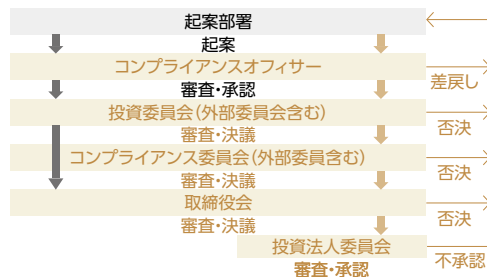 起案部署
起案
コンプライアンスオフィサー
差戻し
審査・承認
投資委員会(外部委員会含む)
否決
審査・決議
コンプライアンス委員会(外部委員含む)
否決
審査・決議
取締役会
否決
審査・決議
投資法人委員会
不承認
審査・承認